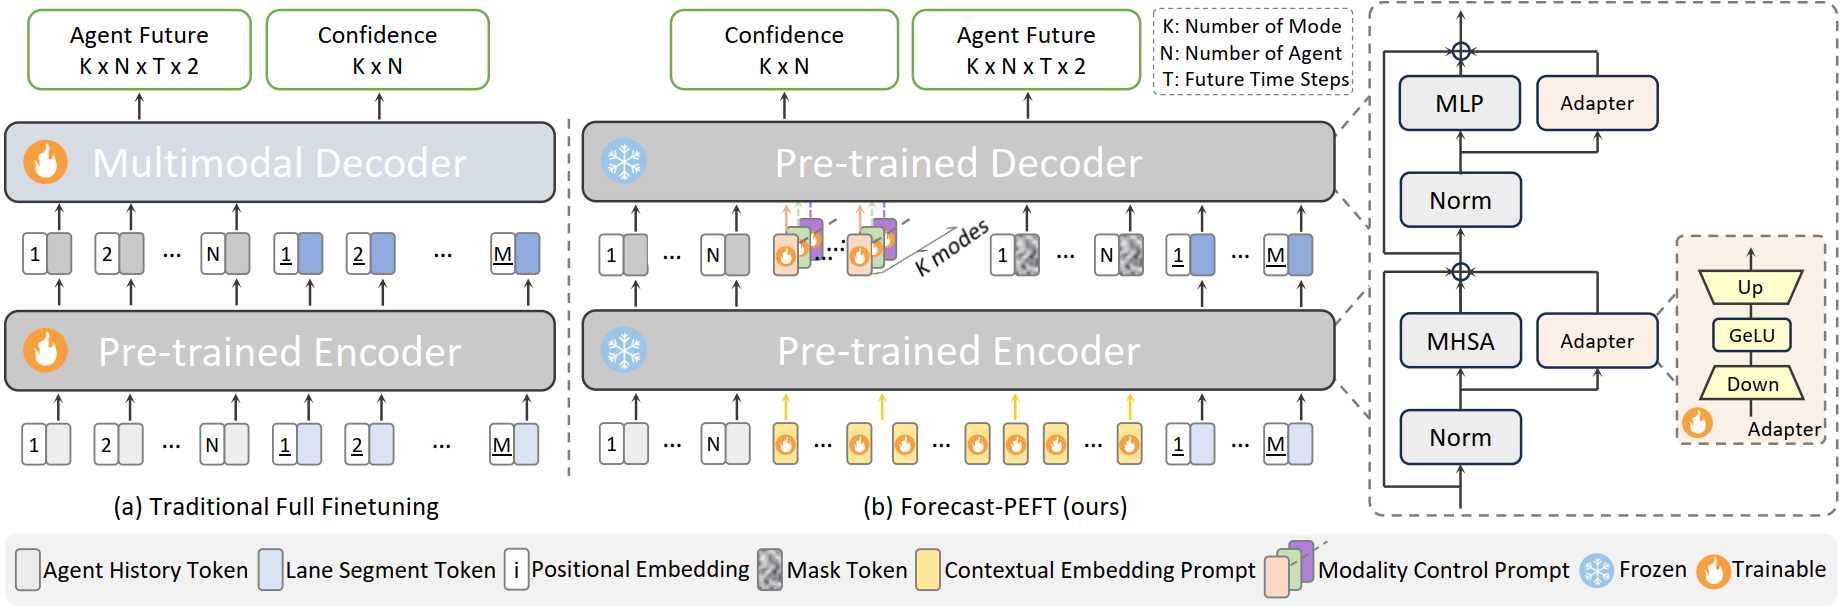 Agent Future
K x N x T x 2
Confidence
K x N
Multimodal Decoder
1 2 ... N 1 2 ... M
Pre-trained Encoder
1 2 ... N 1 2 ... M
(a) Traditional Full Finetuning
Confidence
K x N
Agent Future
K x N x T x 2
K: Number of Mode
N: Number of Agent
T: Future Time Steps
Pre-trained Decoder
1 ... N ... ... K modes 1 ... N 1 ... M
Pre-trained Encoder
1 ... N ... ... ... 1 ... M
(b) Forecast-PEFT (ours)
MLP
Adapter
Norm
MHSA
Adapter
Norm
Up
GeLU
Down
Adapter
Agent History Token
Lane Segment Token
i Positional Embedding
Mask Token
Contextual Embedding Prompt
Modality Control Prompt
Frozen
Trainable